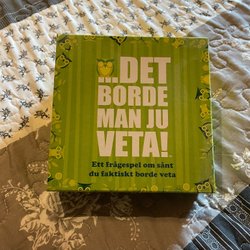 ...DET
BORDE
MAN JU
VETA!
Ett frågespel om sånt
du faktiskt borde veta